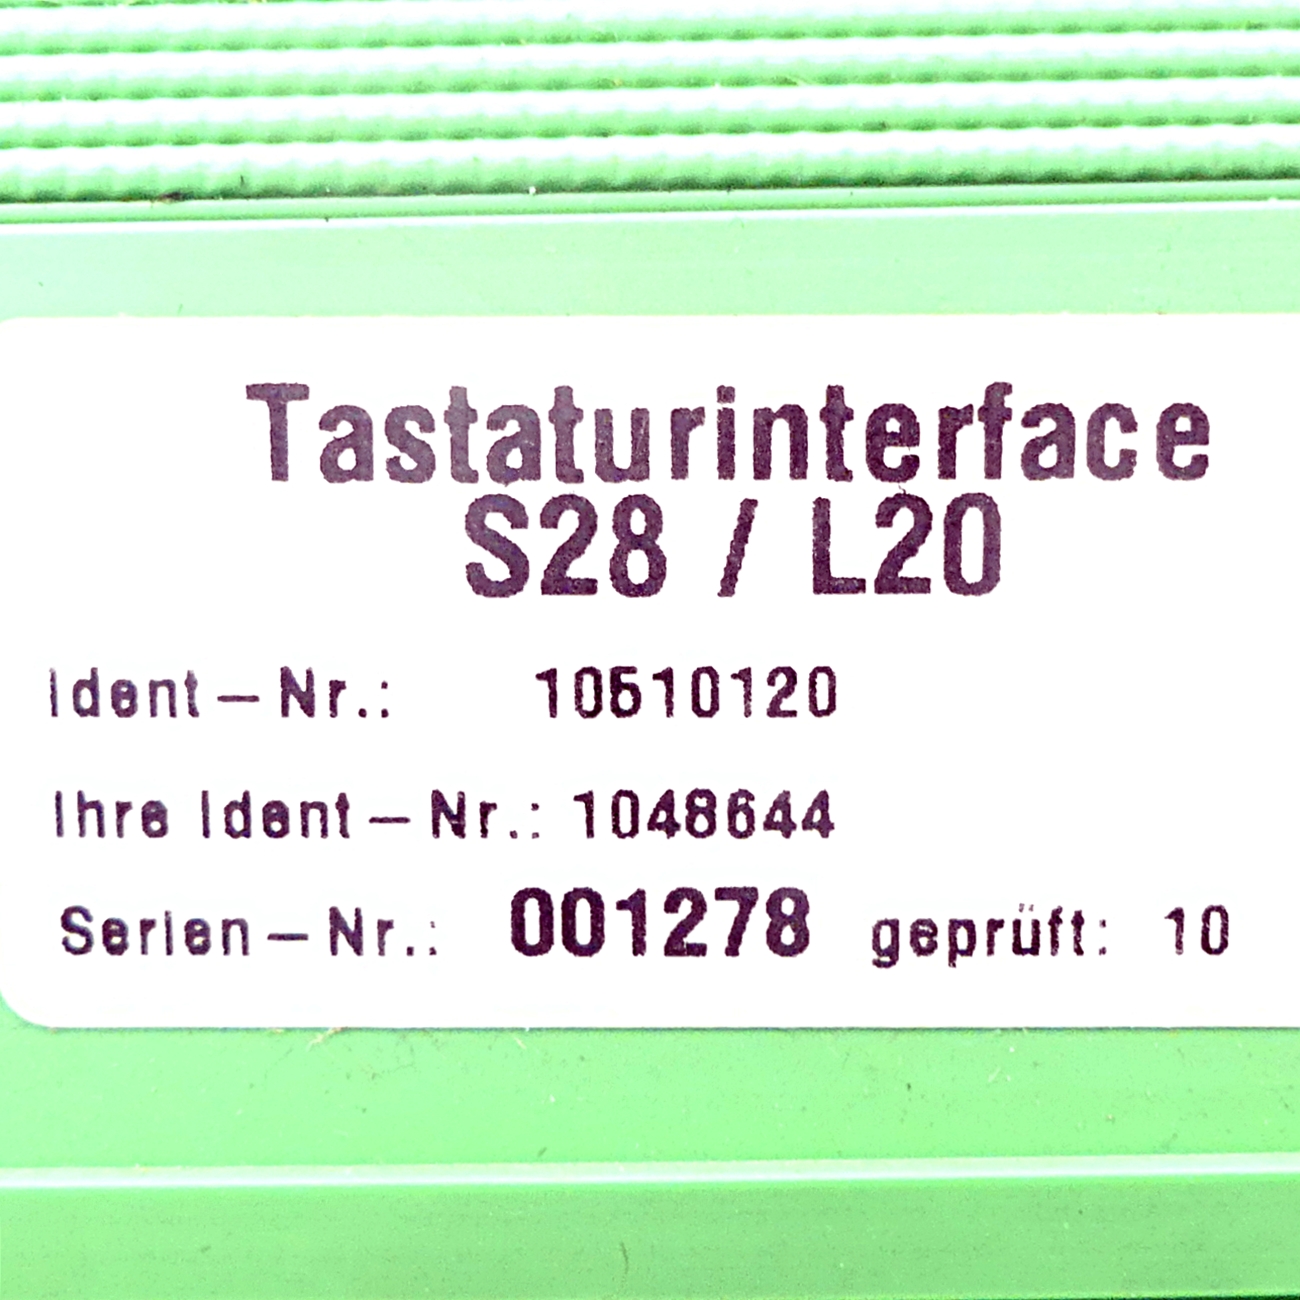 Tastaturinterface
S28 / L20
Ident-Nr.: 10510120
Ihre Ident-Nr.: 1048644
Serien-Nr.: 001278 geprüft: 10